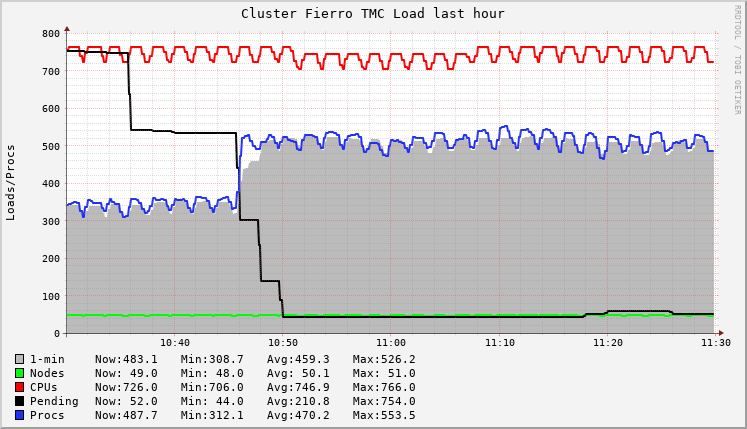 Cluster Fierro TMC Load last hour
RRDTOOL / TOBI OETIKER
Loads/Procs
800
700
600
500
400
300
200
100
0
10:40 10:50 11:00 11:10 11:20 11:30
1-min Now:483.1 Min:308.7 Avg:459.3 Max:526.2
Nodes Now: 49.0 Min: 48.0 Avg: 50.1 Max: 51.0
CPUs Now:726.0 Min:706.0 Avg:746.9 Max:766.0
Pending Now: 52.0 Min: 44.0 Avg:210.8 Max:754.0
Procs Now:487.7 Min:312.1 Avg:470.2 Max:553.5